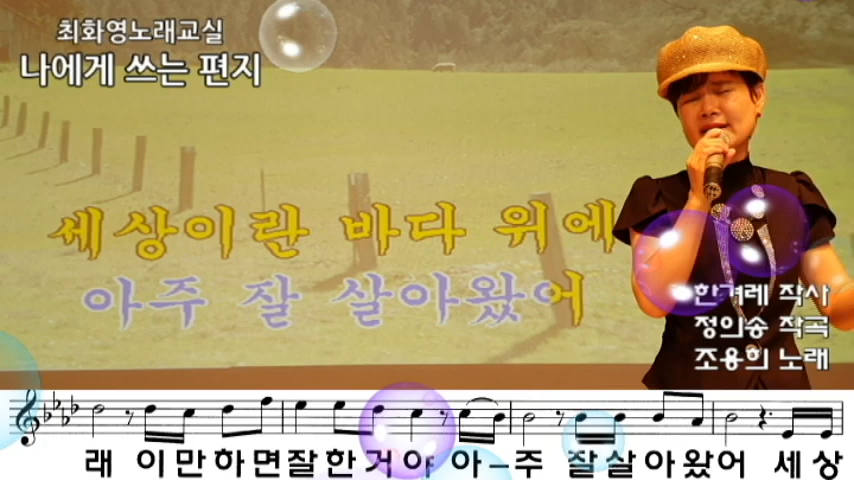 최화영노래교실
나에게 쓰는 편지
세상이란 바다 위에
아주 잘 살아왔어
한겨레 작사
정의송 작곡
조용희 노래
래 이만하면잘한거야 아–주 잘살아왔어 세상